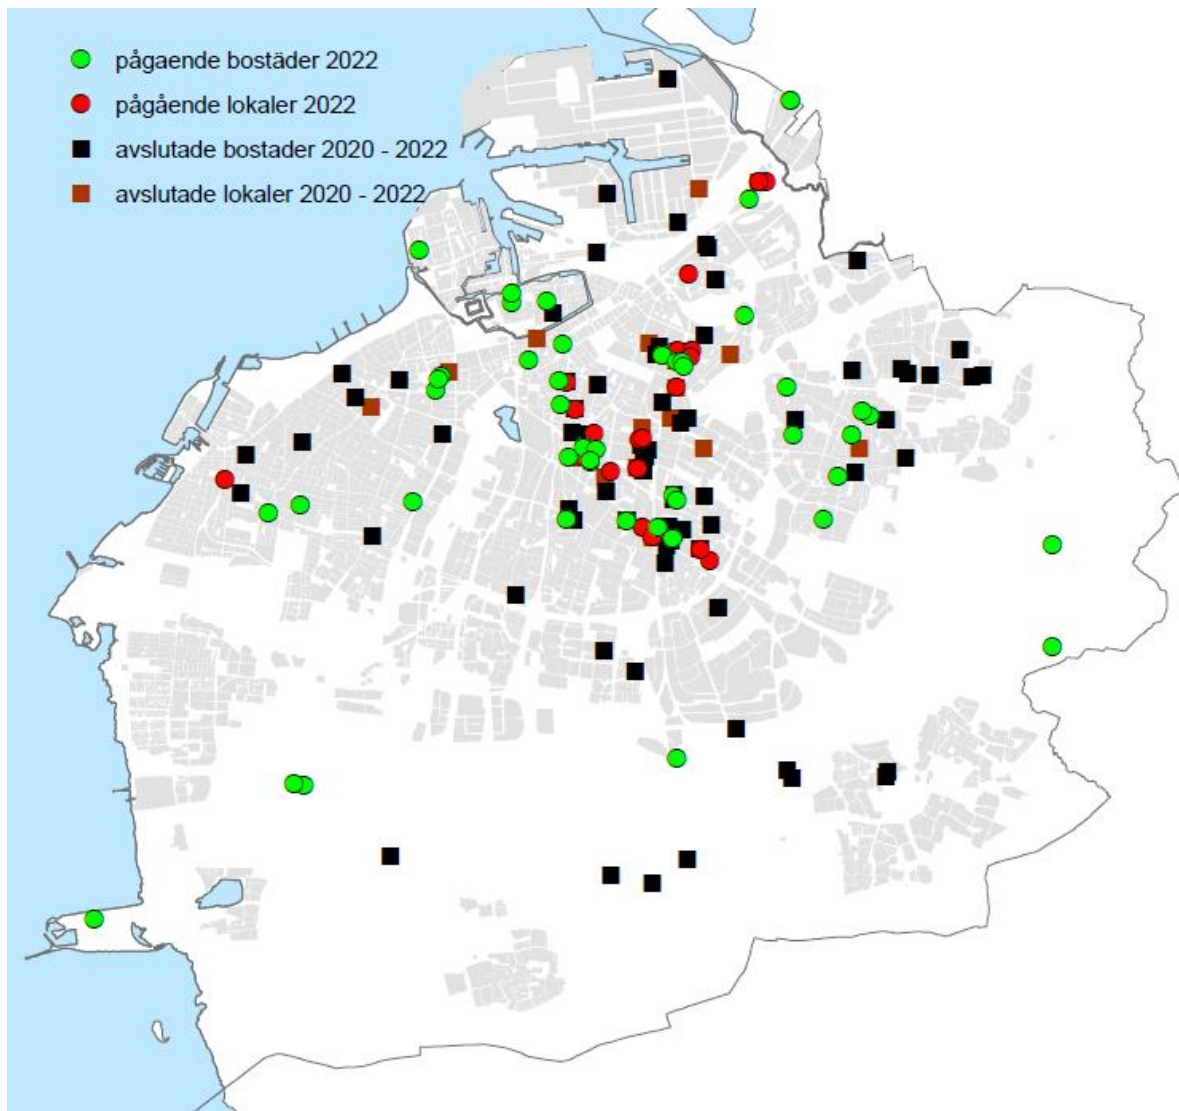 pågaende bostäder 2022
pågående lokaler 2022
avslutade bostader 2020 - 2022
avslutade lokaler 2020 - 2022